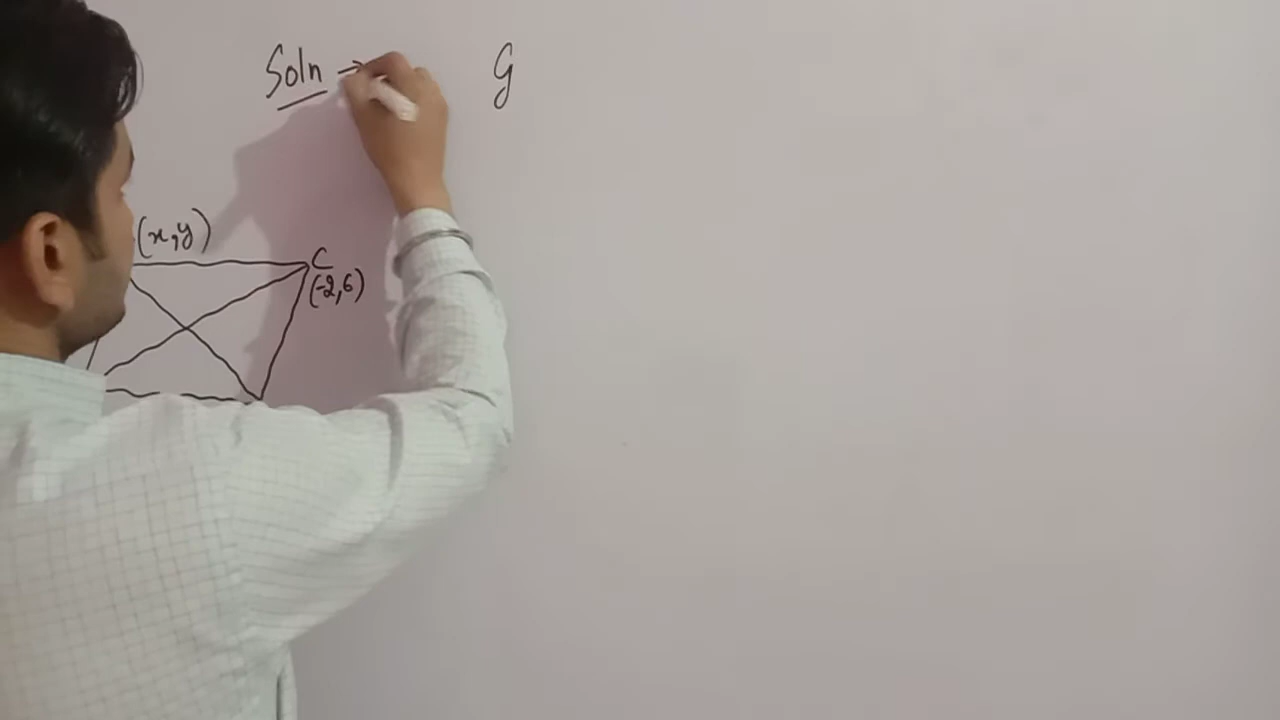 Soln → G
(x,y)
C
(-2,6)